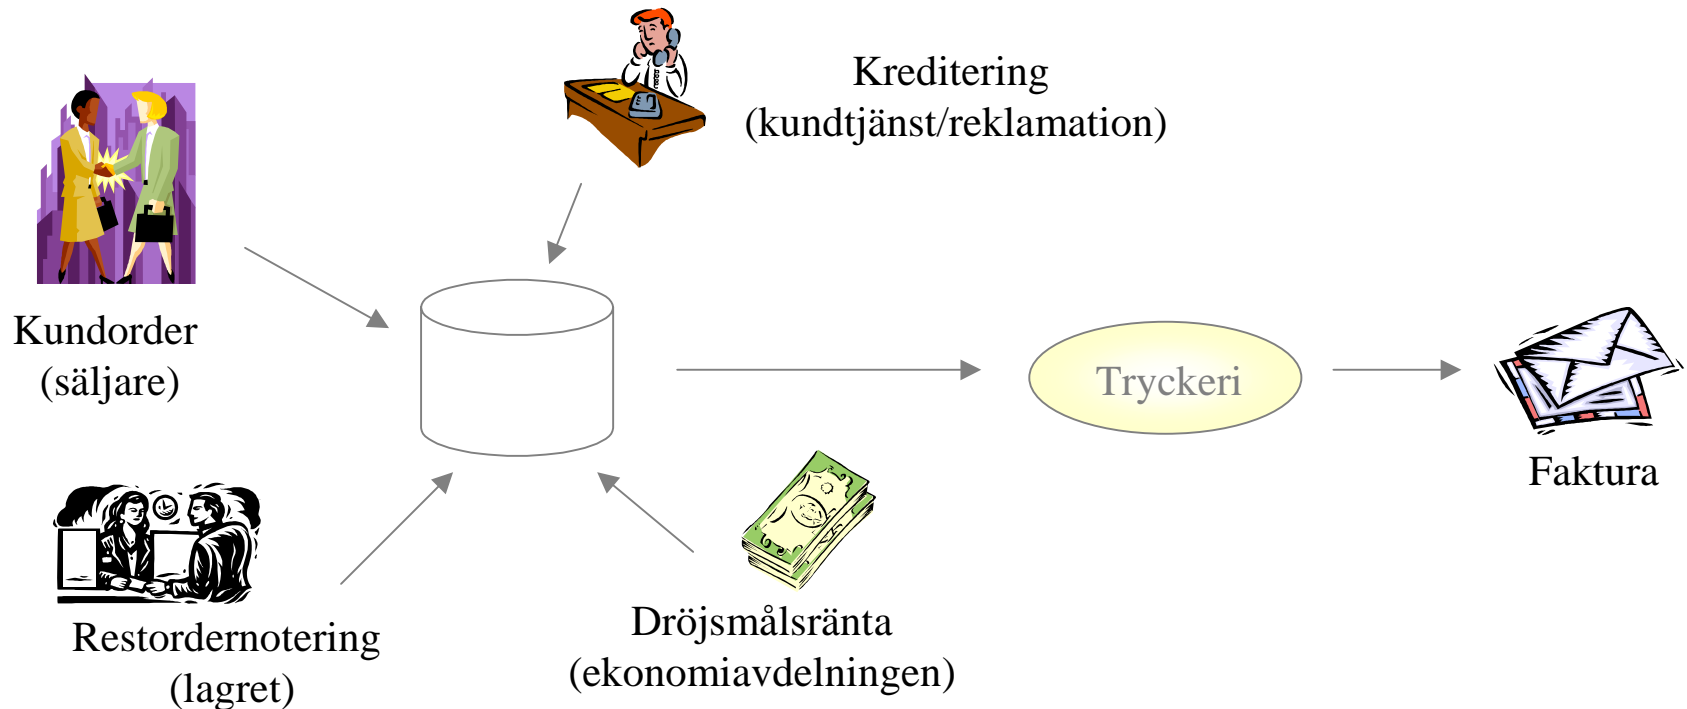 Kreditering
(kundtjänst/reklamation)
Kundorder
(säljare)
Tryckeri
Faktura
Restordernotering
(lagret)
Dröjsmålsränta
(ekonomiavdelningen)